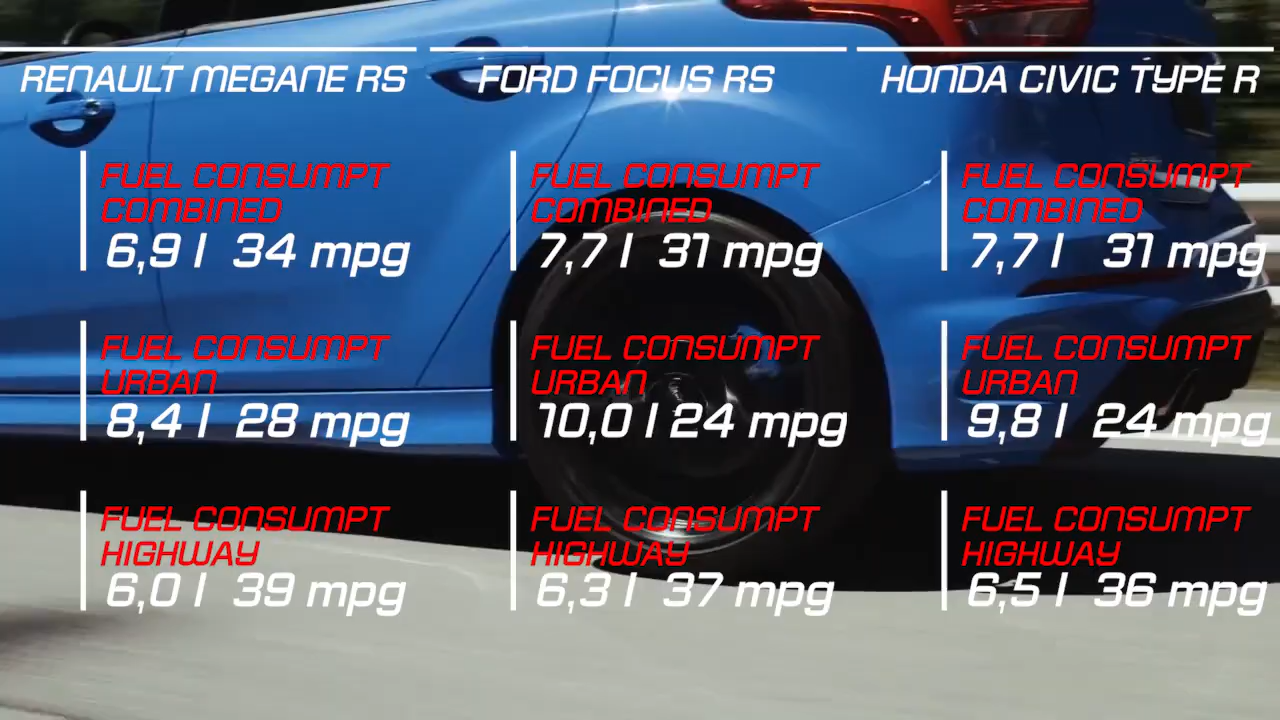 RENAULT MEGANE RS
FORD FOCUS RS
HONDA CIVIC TYPE R
FUEL CONSUMPT
COMBINED
6,9 l 34 mpg
FUEL CONSUMPT
COMBINED
7,7 l 31 mpg
FUEL CONSUMPT
COMBINED
7,7 l 31 mpg
FUEL CONSUMPT
URBAN
8,4 l 28 mpg
FUEL CONSUMPT
URBAN
10,0 l 24 mpg
FUEL CONSUMPT
URBAN
9,8 l 24 mpg
FUEL CONSUMPT
HIGHWAY
6,0 l 39 mpg
FUEL CONSUMPT
HIGHWAY
6,3 l 37 mpg
FUEL CONSUMPT
HIGHWAY
6,5 l 36 mpg